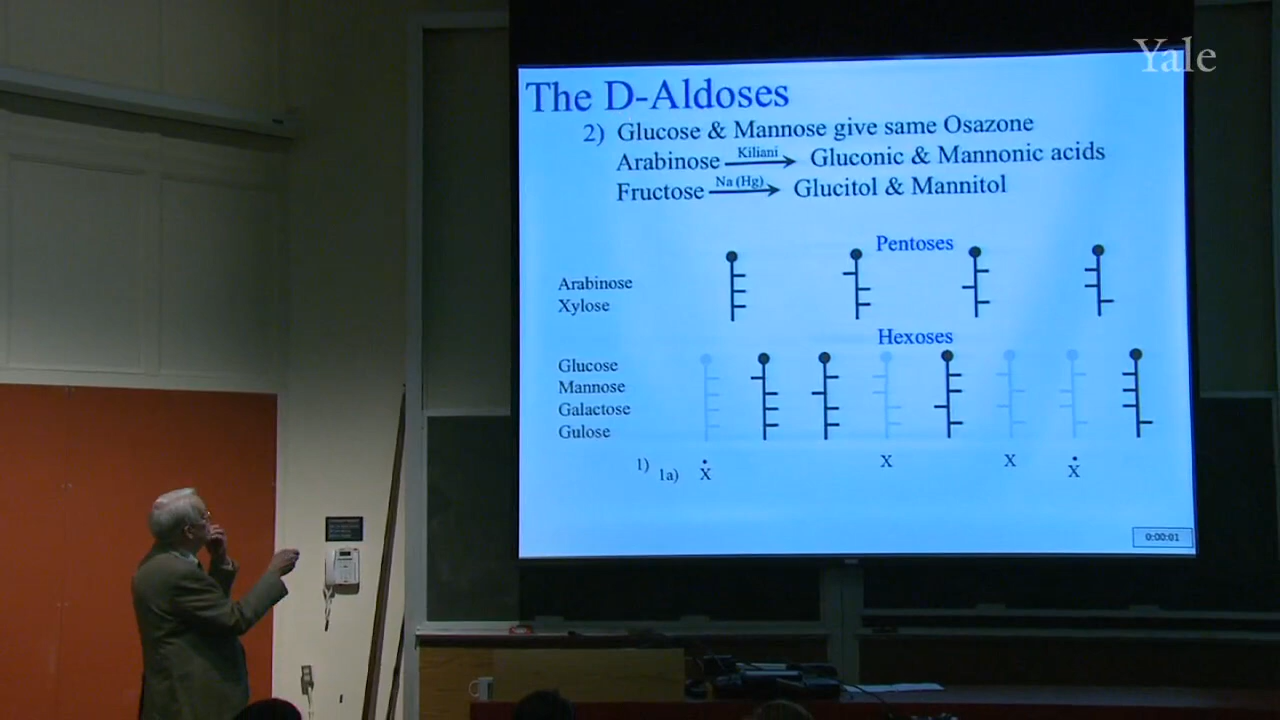 Yale
The D-Aldoses
2) Glucose & Mannose give same Osazone
Arabinose Kiliani Gluconic & Mannonic acids
Fructose Na (Hg) Glucitol & Mannitol
Pentoses
Arabinose
Xylose
Hexoses
Glucose
Mannose
Galactose
Gulose
1) 1a) Ẋ X X Ẋ
0:00:01